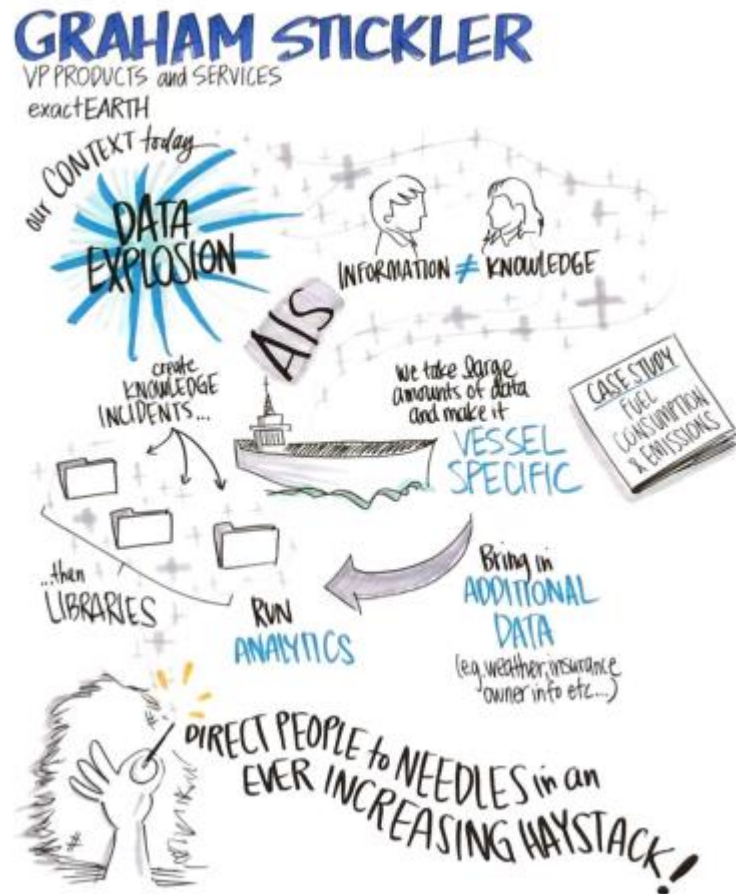 GRAHAM STICKLER
VP PRODUCTS and SERVICES
exactEARTH
our CONTEXT today
DATA
EXPLOSION
INFORMATION ≠ KNOWLEDGE
AIS
create
KNOWLEDGE
INCIDENTS...
We take large
amounts of data
and make it
VESSEL
SPECIFIC
CASE STUDY
FUEL
CONSUMPTION
& EMISSIONS
...then
LIBRARIES
RUN
ANALYTICS
Bring in
ADDITIONAL
DATA
(e.g. weather, insurance
owner info etc...)
DIRECT PEOPLE to NEEDLES in an
EVER INCREASING HAYSTACK!